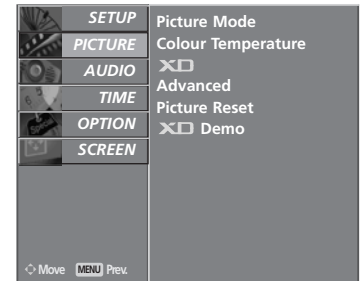 SETUP
PICTURE
AUDIO
TIME
OPTION
SCREEN
Move MENU Prev.
Picture Mode
Colour Temperature
XD
Advanced
Picture Reset
XD Demo